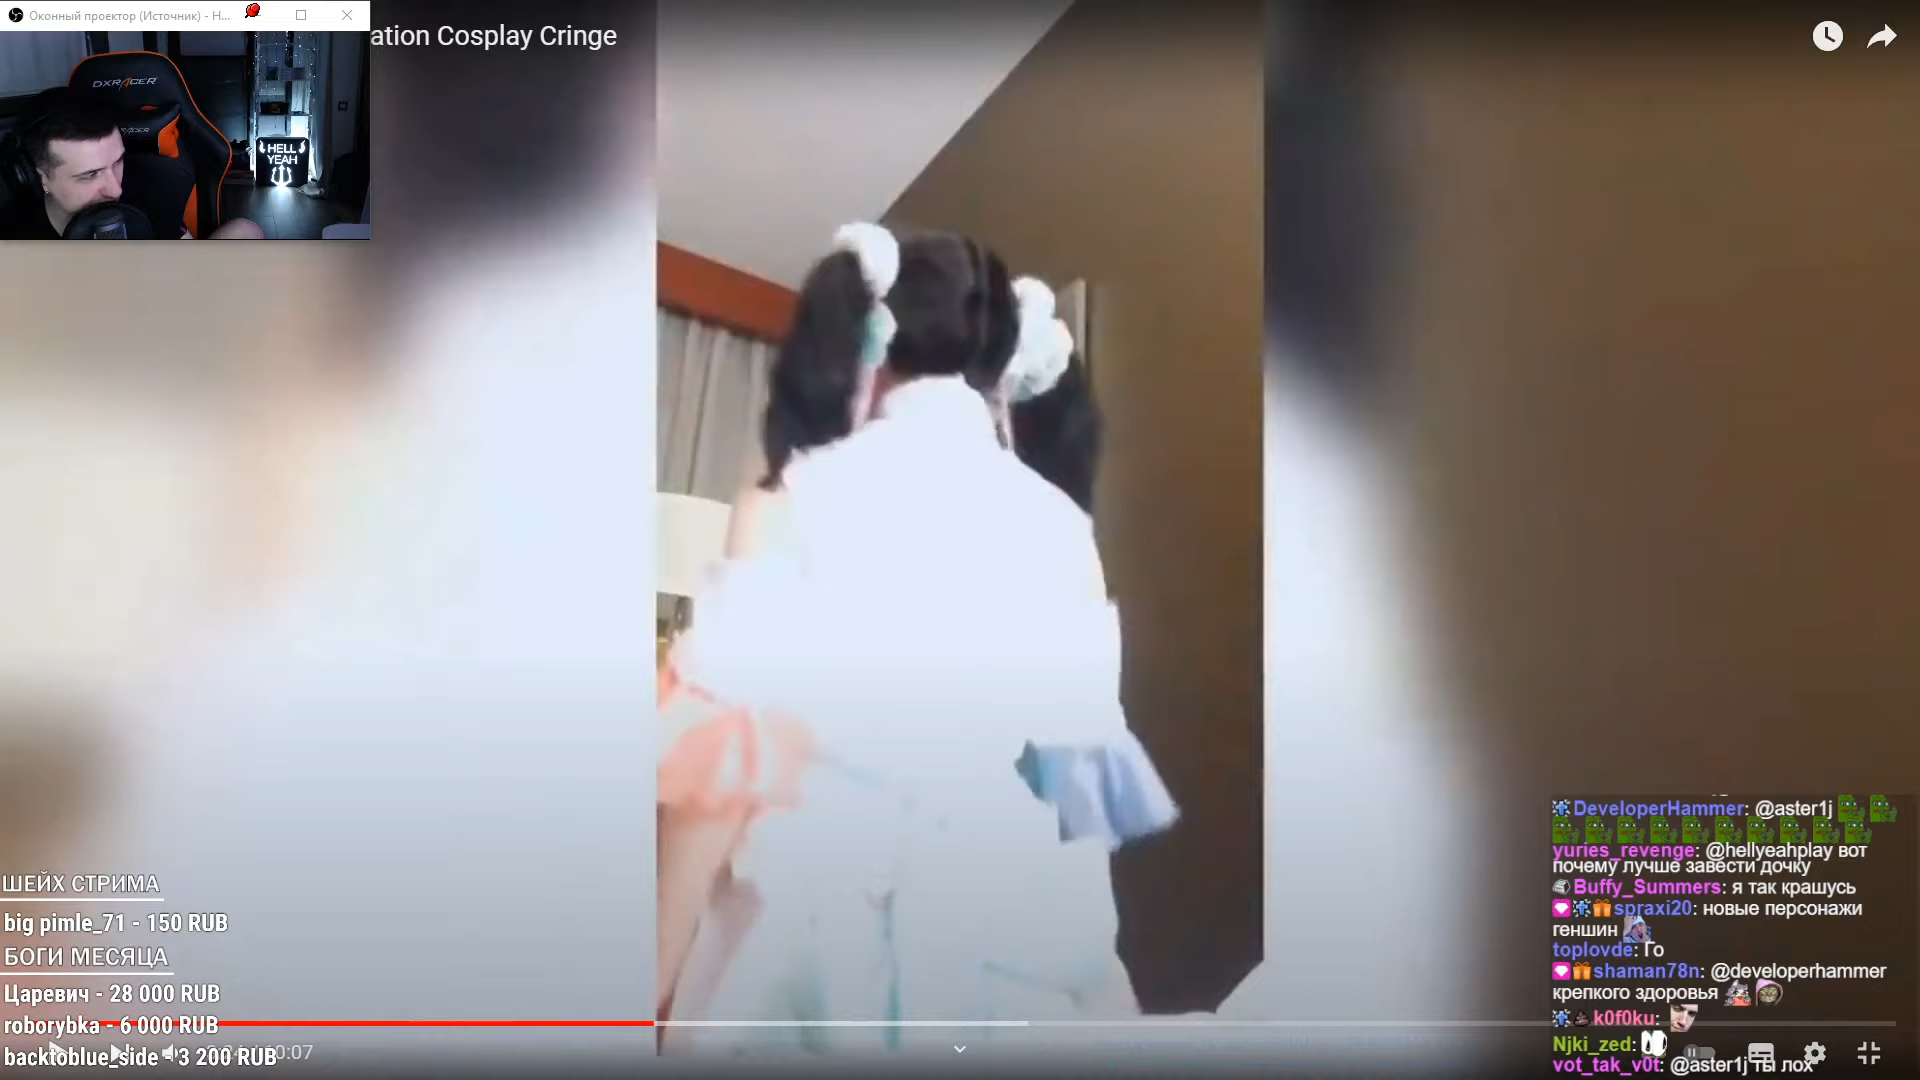 Оконный проектор (Источник) - Н...
ation Cosplay Cringe
DXRACER
HELL
YEAH
DeveloperHammer: @aster1j
yuries_revenge: @hellyeahplay вот
почему лучше завести дочку
Buffy_Summers: я так крашусь
spraxi20: новые персонажи
геншин
toplovde: Го
shaman78n: @developerhammer
крепкого здоровья
k0f0ku:
Njki_zed:
vot_tak_v0t: @aster1j ты лох
ШЕЙХ СТРИМА
big pimle_71 - 150 RUB
БОГИ МЕСЯЦА
Царевич - 28 000 RUB
roborybka - 6 000 RUB
backtoblue_side - 3 200 RUB